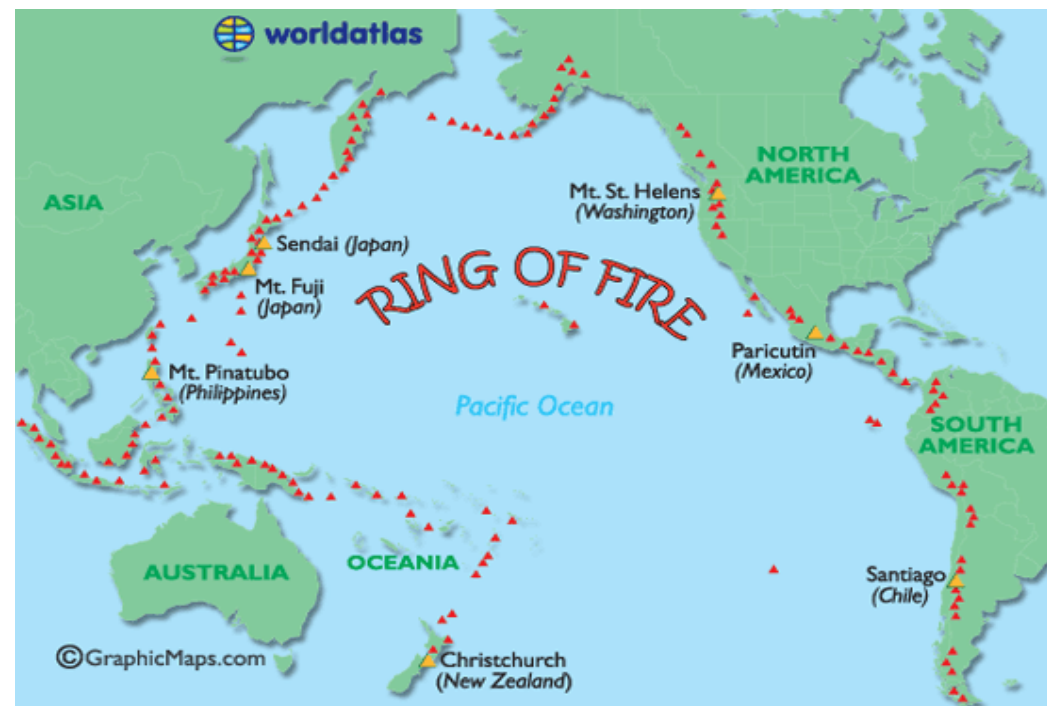 worldatlas
NORTH
AMERICA
Mt. St. Helens
(Washington)
ASIA
Sendai (Japan)
RING OF FIRE
Mt. Fuji
(Japan)
Paricutin
(Mexico)
Mt. Pinatubo
(Philippines)
Pacific Ocean
SOUTH
AMERICA
OCEANIA
AUSTRALIA
Santiago
(Chile)
©GraphicMaps.com
Christchurch
(New Zealand)